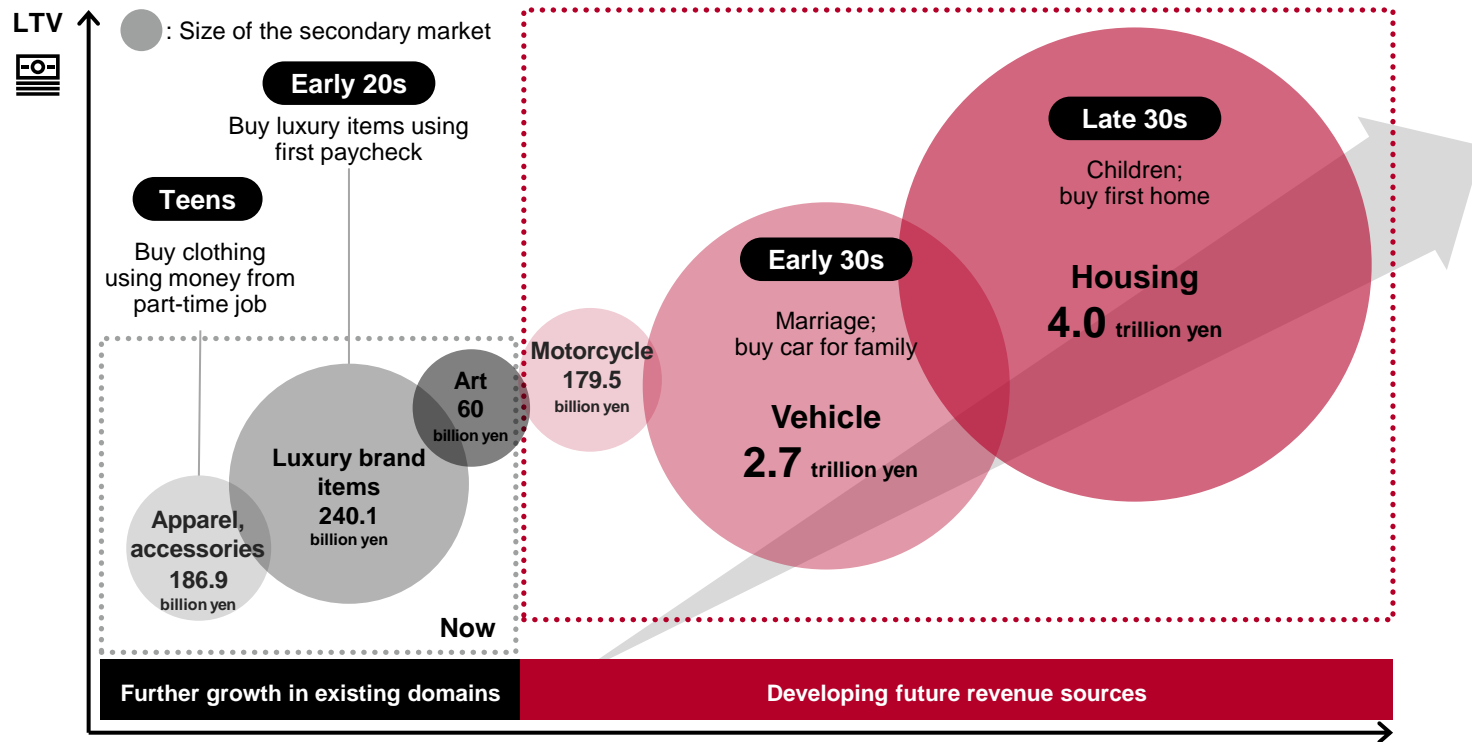 LTV
: Size of the secondary market
Early 20s
Buy luxury items using
first paycheck
Teens
Buy clothing
using money from
part-time job
Late 30s
Children;
buy first home
Housing
4.0 trillion yen
Early 30s
Marriage;
buy car for family
Vehicle
2.7 trillion yen
Motorcycle
179.5
billion yen
Art
60
billion yen
Luxury brand
items
240.1
billion yen
Apparel,
accessories
186.9
billion yen
Now
Further growth in existing domains
Developing future revenue sources